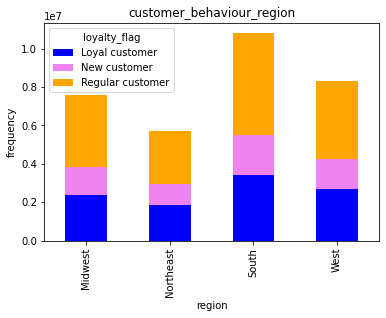 customer_behaviour_region
1e7
loyalty_flag
Loyal customer
New customer
Regular customer
1.0
0.8
0.6
0.4
0.2
0.0
frequency
Midwest
Northeast
South
West
region